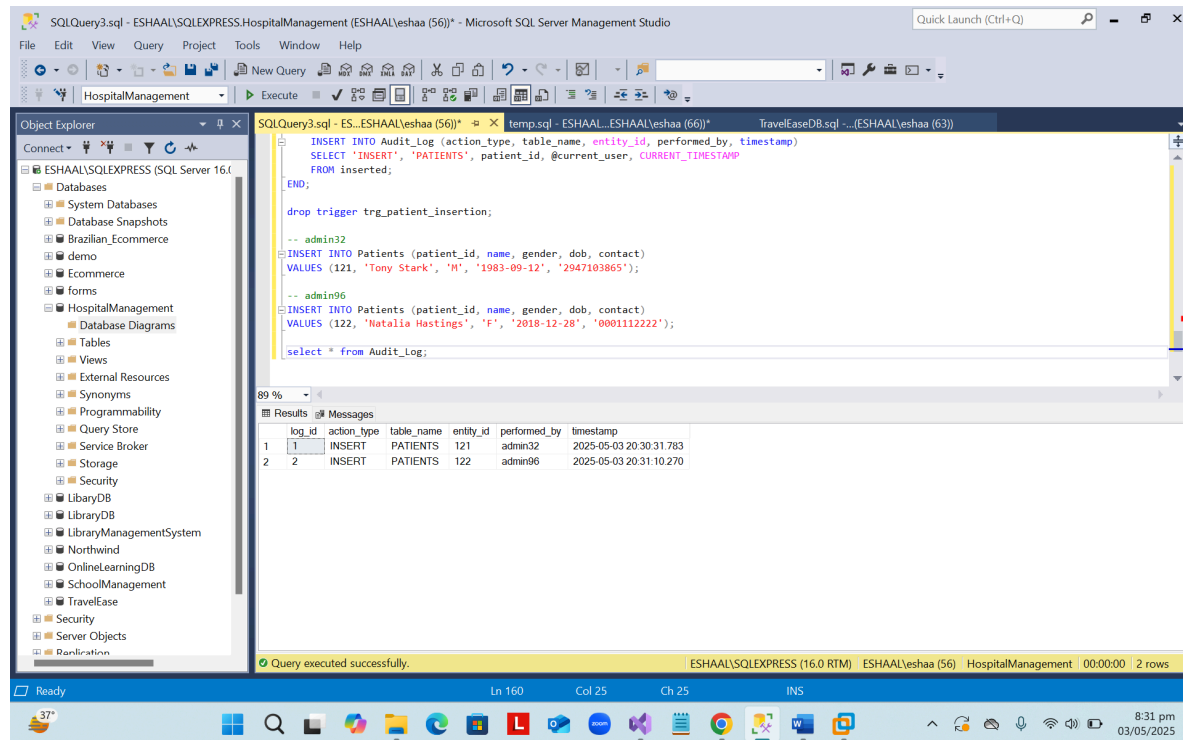 SQLQuery3.sql - ESHAAL\SQLEXPRESS.HospitalManagement (ESHAAL\eshaa (56))* - Microsoft SQL Server Management Studio
Quick Launch (Ctrl+Q)
File Edit View Query Project Tools Window Help
New Query MDX DMX XMLA DAX
HospitalManagement Execute
Object Explorer
Connect
ESHAAL\SQLEXPRESS (SQL Server 16.0
Databases
System Databases
Database Snapshots
Brazilian_Ecommerce
demo
Ecommerce
forms
HospitalManagement
Database Diagrams
Tables
Views
External Resources
Synonyms
Programmability
Query Store
Service Broker
Storage
Security
LibaryDB
LibraryDB
LibraryManagementSystem
Northwind
OnlineLearningDB
SchoolManagement
TravelEase
Security
Server Objects
Replication
SQLQuery3.sql - ES...ESHAAL\eshaa (56))* temp.sql - ESHAAL...ESHAAL\eshaa (66))* TravelEaseDB.sql -...(ESHAAL\eshaa (63))
INSERT INTO Audit_Log (action_type, table_name, entity_id, performed_by, timestamp)
SELECT 'INSERT', 'PATIENTS', patient_id, @current_user, CURRENT_TIMESTAMP
FROM inserted;
END;
drop trigger trg_patient_insertion;
-- admin32
INSERT INTO Patients (patient_id, name, gender, dob, contact)
VALUES (121, 'Tony Stark', 'M', '1983-09-12', '2947103865');
-- admin96
INSERT INTO Patients (patient_id, name, gender, dob, contact)
VALUES (122, 'Natalia Hastings', 'F', '2018-12-28', '0001112222');
select * from Audit_Log;
89 %
Results Messages
log_id action_type table_name entity_id performed_by timestamp
1 1 INSERT PATIENTS 121 admin32 2025-05-03 20:30:31.783
2 2 INSERT PATIENTS 122 admin96 2025-05-03 20:31:10.270
Query executed successfully. ESHAAL\SQLEXPRESS (16.0 RTM) ESHAAL\eshaa (56) HospitalManagement 00:00:00 2 rows
Ready Ln 160 Col 25 Ch 25 INS
37°
L zoom
8:31 pm
03/05/2025